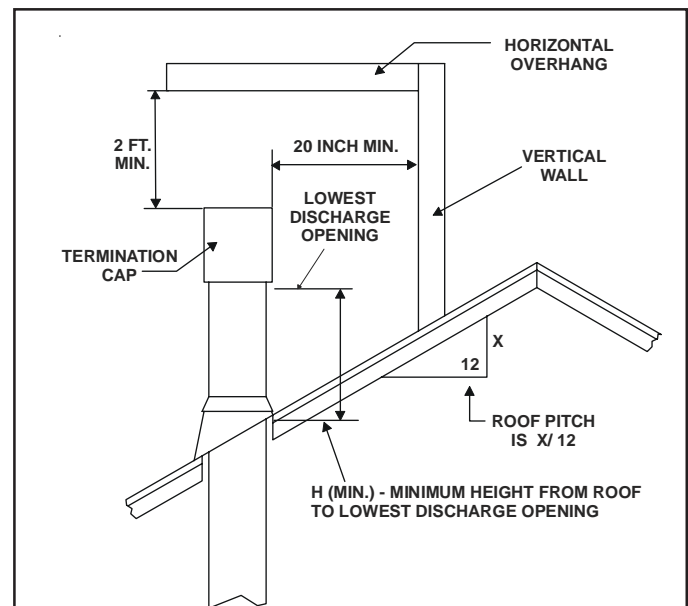 HORIZONTAL
OVERHANG
2 FT.
MIN.
20 INCH MIN.
VERTICAL
WALL
LOWEST
DISCHARGE
OPENING
TERMINATION
CAP
X
12
ROOF PITCH
IS X/ 12
H (MIN.) - MINIMUM HEIGHT FROM ROOF
TO LOWEST DISCHARGE OPENING